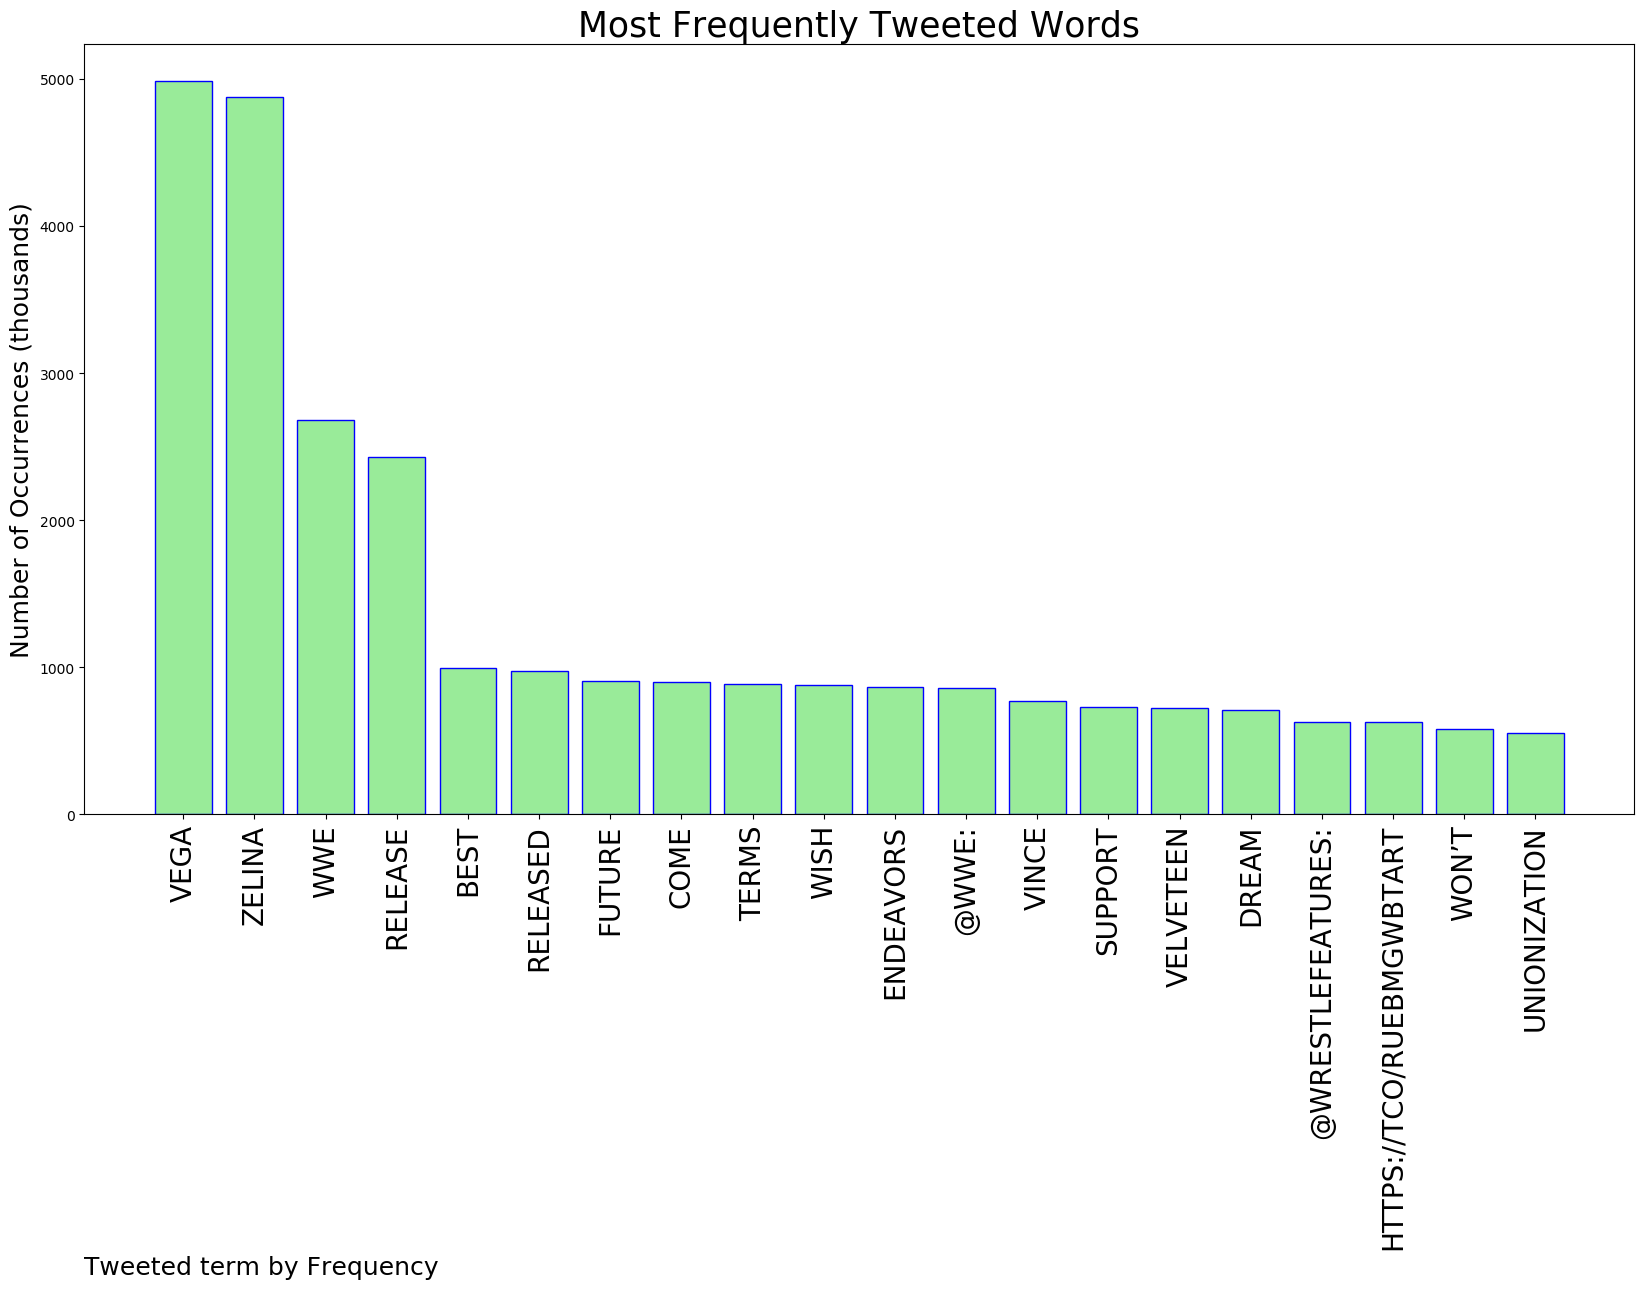 Most Frequently Tweeted Words
Number of Occurrences (thousands)
5000
4000
3000
2000
1000
0
VEGA
ZELINA
WWE
RELEASE
BEST
RELEASED
FUTURE
COME
TERMS
WISH
ENDEAVORS
@WWE:
VINCE
SUPPORT
VELVETEEN
DREAM
@WRESTLEFEATURES:
HTTPS://TCO/RUEBMGWBTART
WON’T
UNIONIZATION
Tweeted term by Frequency